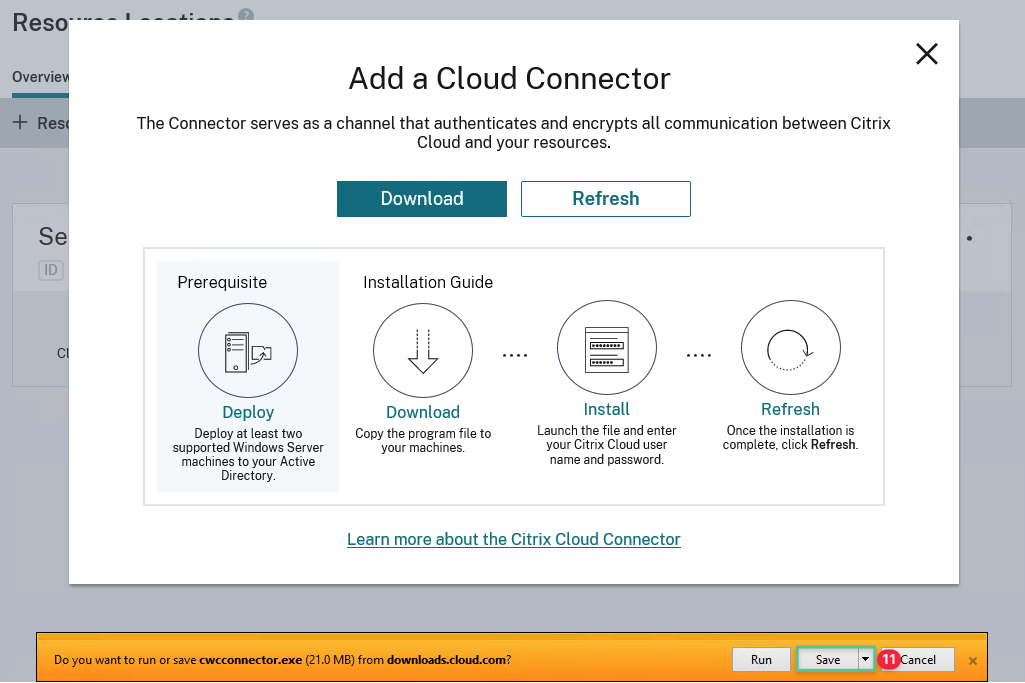 Resource Locations ?
Overview
Add a Cloud Connector
The Connector serves as a channel that authenticates and encrypts all communication between Citrix
Cloud and your resources.
Download
Refresh
Se
ID
Prerequisite
Installation Guide
Deploy
Deploy at least two
supported Windows Server
machines to your Active
Directory.
Download
Copy the program file to
your machines.
Install
Launch the file and enter
your Citrix Cloud user
name and password.
Refresh
Once the installation is
complete, click Refresh.
Learn more about the Citrix Cloud Connector
Do you want to run or save cwcconnector.exe (21.0 MB) from downloads.cloud.com?
Run
Save
11
Cancel